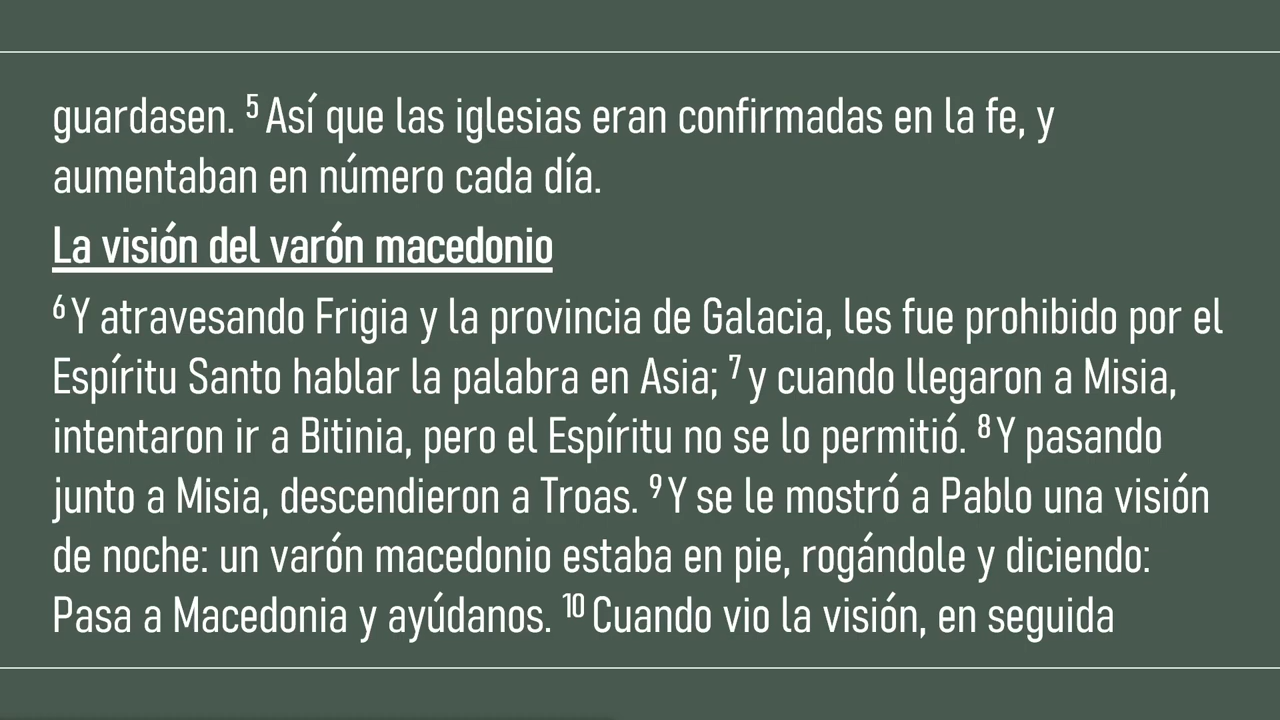 guardasen. ⁵ Así que las iglesias eran confirmadas en la fe, y
aumentaban en número cada día.
La visión del varón macedonio
⁶ Y atravesando Frigia y la provincia de Galacia, les fue prohibido por el
Espíritu Santo hablar la palabra en Asia; ⁷ y cuando llegaron a Misia,
intentaron ir a Bitinia, pero el Espíritu no se lo permitió. ⁸ Y pasando
junto a Misia, descendieron a Troas. ⁹ Y se le mostró a Pablo una visión
de noche: un varón macedonio estaba en pie, rogándole y diciendo:
Pasa a Macedonia y ayúdanos. ¹⁰ Cuando vio la visión, en seguida